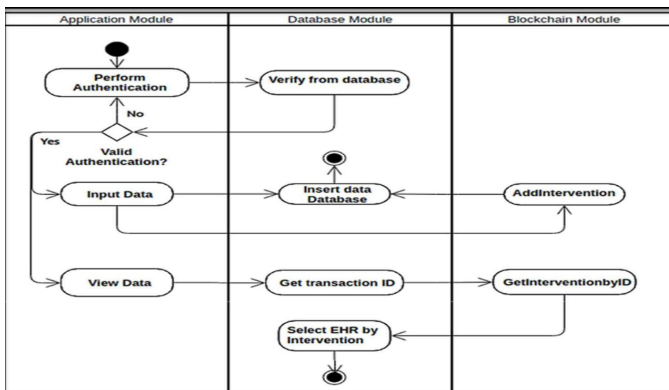 Application Module
Database Module
Blockchain Module
Perform
Authentication
Verify from database
No
Yes
Valid
Authentication?
Input Data
Insert data
Database
AddIntervention
View Data
Get transaction ID
GetInterventionbyID
Select EHR by
Intervention